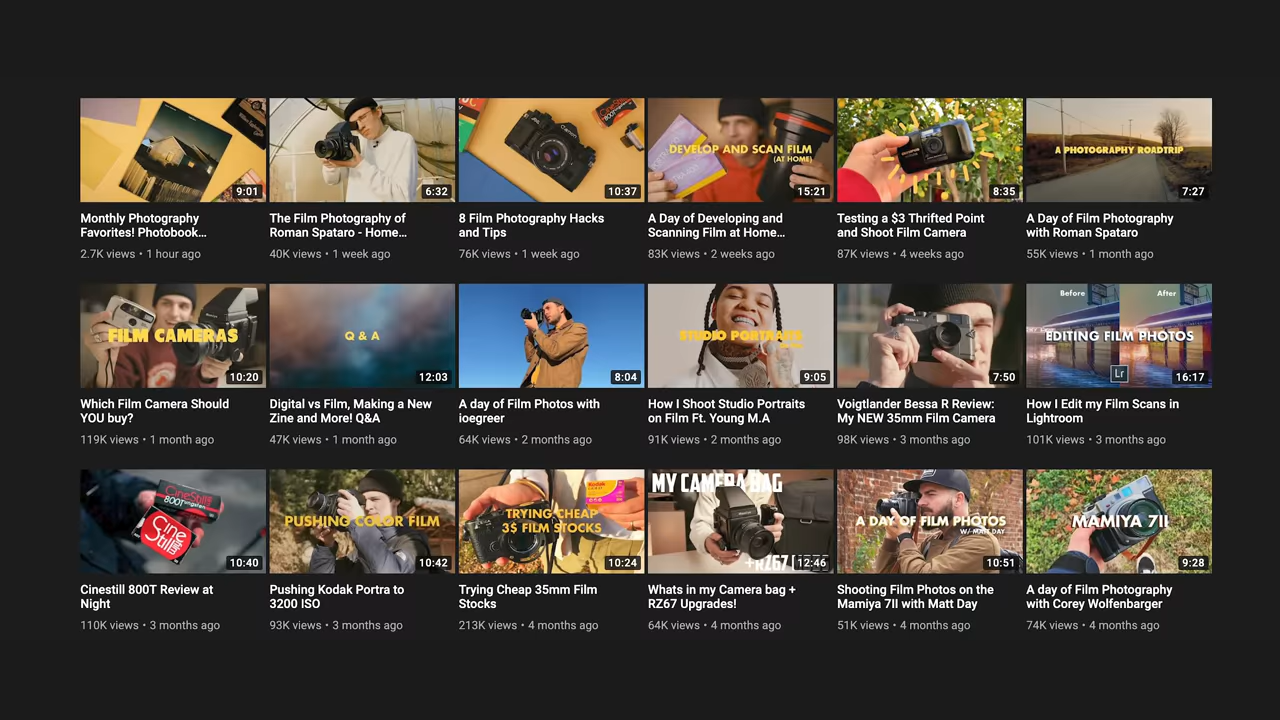 9:01
6:32
10:37
DEVELOP AND SCAN FILM
(AT HOME)
15:21
8:35
A PHOTOGRAPHY ROADTRIP
7:27
Monthly Photography
Favorites! Photobook...
2.7K views • 1 hour ago
The Film Photography of
Roman Spataro - Home...
40K views • 1 week ago
8 Film Photography Hacks
and Tips
76K views • 1 week ago
A Day of Developing and
Scanning Film at Home...
83K views • 2 weeks ago
Testing a $3 Thrifted Point
and Shoot Film Camera
87K views • 4 weeks ago
A Day of Film Photography
with Roman Spataro
55K views • 1 month ago
FILM CAMERAS
10:20
Q & A
12:03
8:04
STUDIO PORTRAITS
9:05
7:50
Before
After
EDITING FILM PHOTOS
Lr
16:17
Which Film Camera Should
YOU buy?
119K views • 1 month ago
Digital vs Film, Making a New
Zine and More! Q&A
47K views • 1 month ago
A day of Film Photos with
ioegreer
64K views • 2 months ago
How I Shoot Studio Portraits
on Film Ft. Young M.A
91K views • 2 months ago
Voigtlander Bessa R Review:
My NEW 35mm Film Camera
98K views • 3 months ago
How I Edit my Film Scans in
Lightroom
101K views • 3 months ago
CineStill
800Tungsten
Cine
Still
10:40
PUSHING COLOR FILM
10:42
Kodak
TRYING CHEAP
3$ FILM STOCKS
10:24
MY CAMERA BAG
+RZ67
12:46
A DAY OF FILM PHOTOS
W/ MATT DAY
10:51
MAMIYA 7II
9:28
Cinestill 800T Review at
Night
110K views • 3 months ago
Pushing Kodak Portra to
3200 ISO
93K views • 3 months ago
Trying Cheap 35mm Film
Stocks
213K views • 4 months ago
Whats in my Camera bag +
RZ67 Upgrades!
64K views • 4 months ago
Shooting Film Photos on the
Mamiya 7II with Matt Day
51K views • 4 months ago
A day of Film Photography
with Corey Wolfenbarger
74K views • 4 months ago